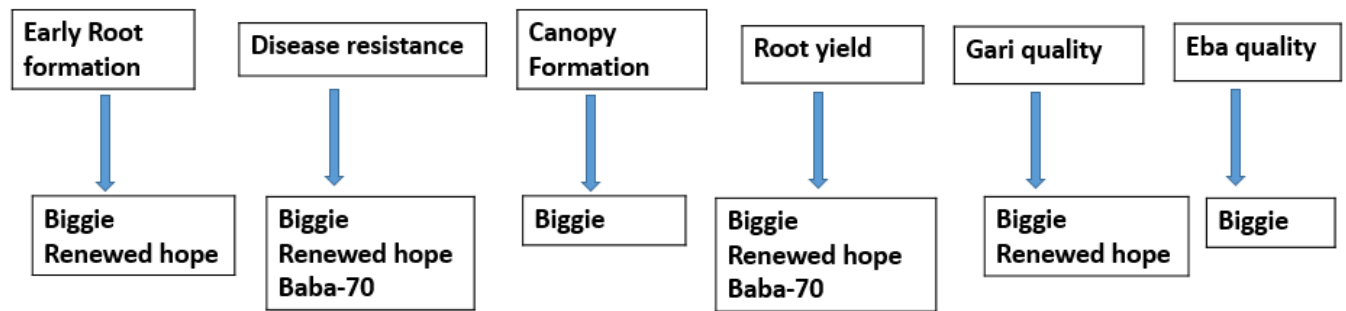 Early Root
formation
Disease resistance
Canopy
Formation
Root yield
Gari quality
Eba quality
Biggie
Renewed hope
Biggie
Renewed hope
Baba-70
Biggie
Biggie
Renewed hope
Baba-70
Biggie
Renewed hope
Biggie